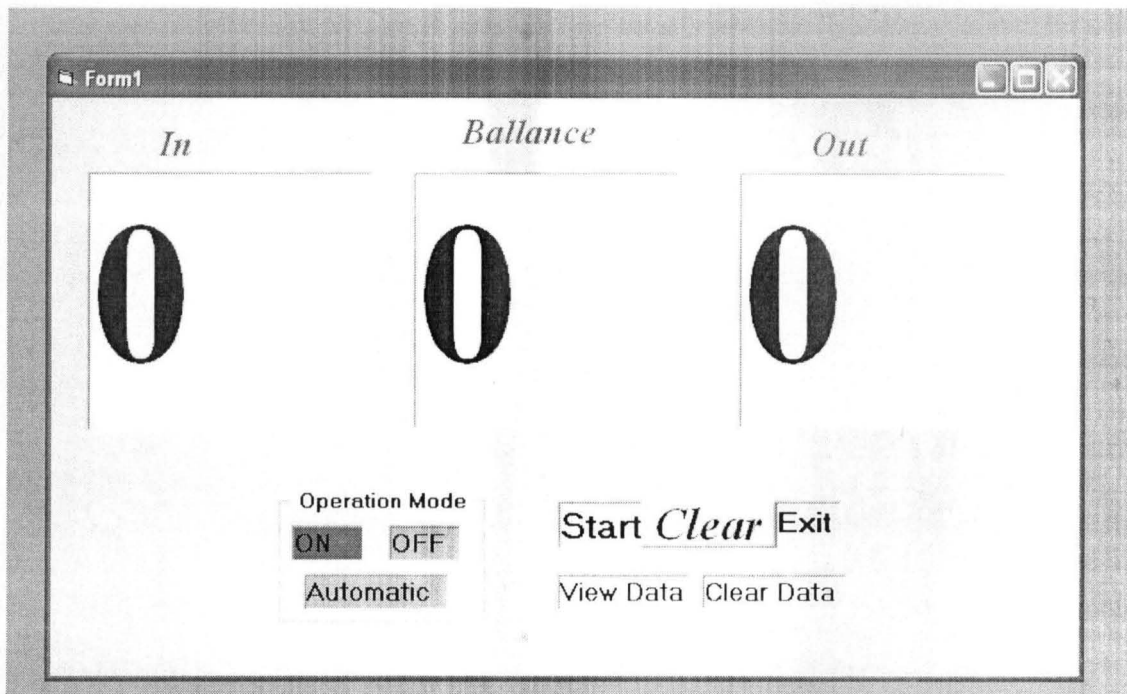 Form1
In Ballance Out
0 0 0
Operation Mode
ON OFF
Automatic
Start Clear Exit
View Data Clear Data